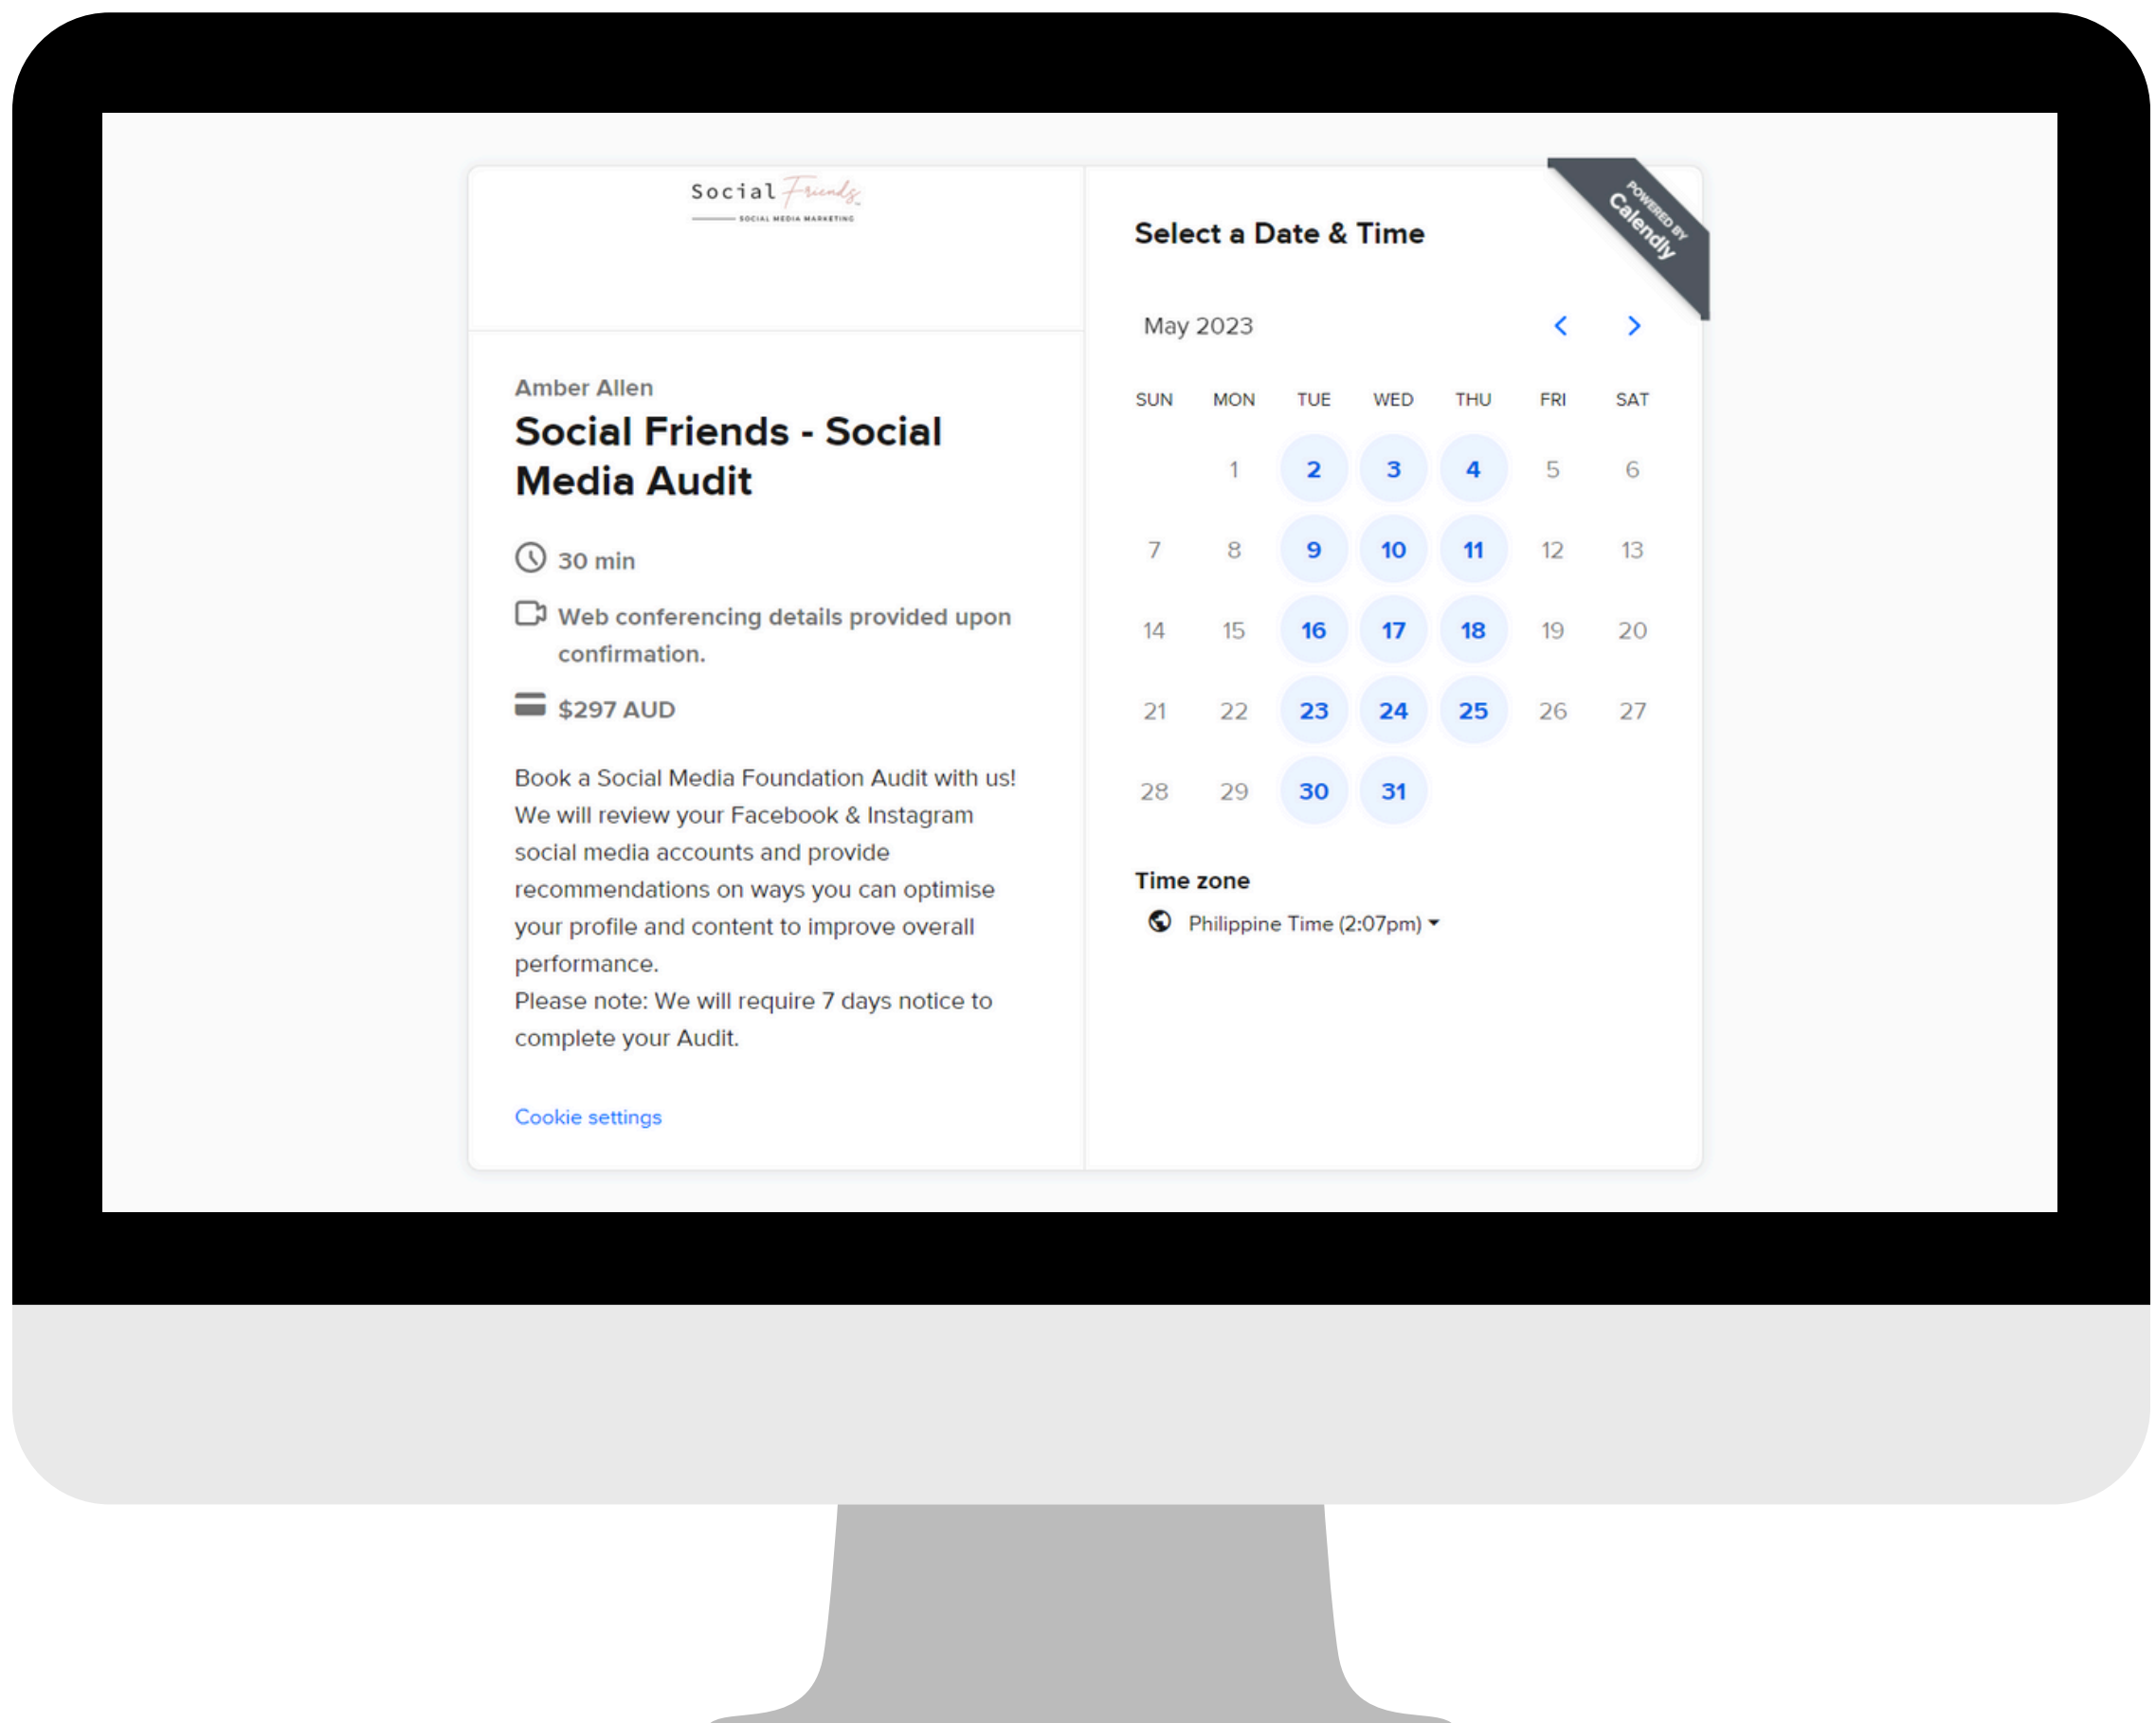 Social Friends
SOCIAL MEDIA MARKETING
Amber Allen
Social Friends - Social
Media Audit
30 min
Web conferencing details provided upon
confirmation.
$297 AUD
Book a Social Media Foundation Audit with us!
We will review your Facebook & Instagram
social media accounts and provide
recommendations on ways you can optimise
your profile and content to improve overall
performance.
Please note: We will require 7 days notice to
complete your Audit.
Cookie settings
POWERED BY
Calendly
Select a Date & Time
May 2023
SUN MON TUE WED THU FRI SAT
1 2 3 4 5 6
7 8 9 10 11 12 13
14 15 16 17 18 19 20
21 22 23 24 25 26 27
28 29 30 31
Time zone
Philippine Time (2:07pm)